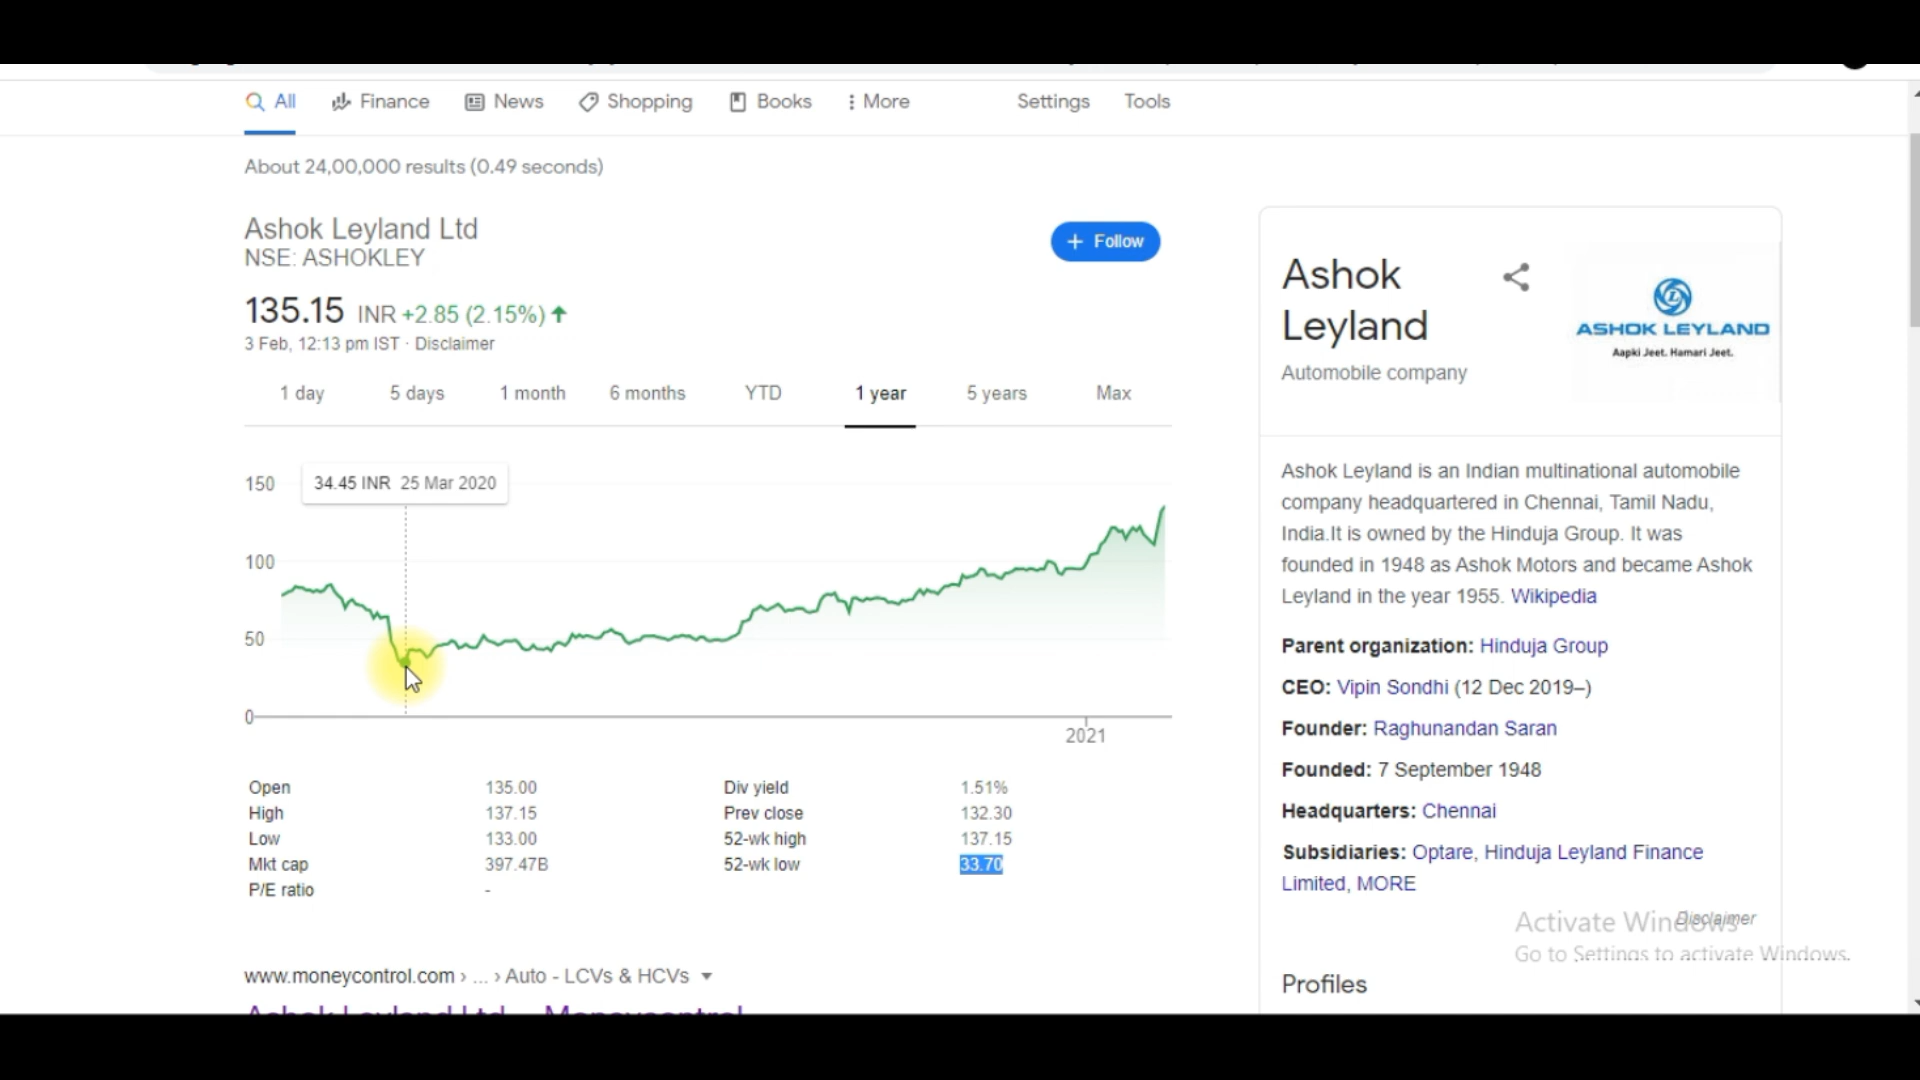 All Finance News Shopping Books More Settings Tools
About 24,00,000 results (0.49 seconds)
Ashok Leyland Ltd
NSE: ASHOKLEY
+ Follow
135.15 INR +2.85 (2.15%)
3 Feb, 12:13 pm IST · Disclaimer
1 day 5 days 1 month 6 months YTD 1 year 5 years Max
150
34.45 INR 25 Mar 2020
100
50
0
2021
Open 135.00 Div yield 1.51%
High 137.15 Prev close 132.30
Low 133.00 52-wk high 137.15
Mkt cap 397.47B 52-wk low 33.70
P/E ratio -
www.moneycontrol.com › ... › Auto - LCVs & HCVs
Ashok Leyland Ltd. - Moneycontrol
Ashok
Leyland
Automobile company
ASHOK LEYLAND
Aapki Jeet. Hamari Jeet.
Ashok Leyland is an Indian multinational automobile
company headquartered in Chennai, Tamil Nadu,
India.It is owned by the Hinduja Group. It was
founded in 1948 as Ashok Motors and became Ashok
Leyland in the year 1955. Wikipedia
Parent organization: Hinduja Group
CEO: Vipin Sondhi (12 Dec 2019–)
Founder: Raghunandan Saran
Founded: 7 September 1948
Headquarters: Chennai
Subsidiaries: Optare, Hinduja Leyland Finance
Limited, MORE
Disclaimer
Activate Windows
Go to Settings to activate Windows.
Profiles